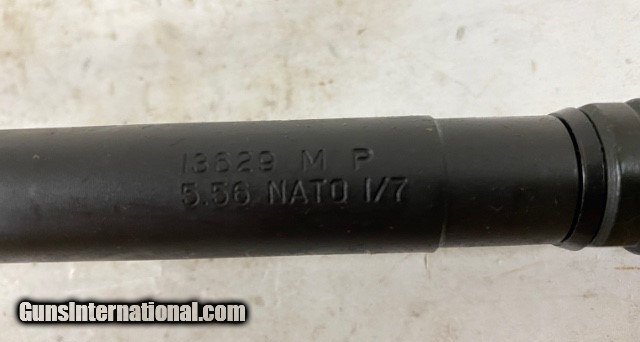 13629 M P
5.56 NATO 1/7
GunsInternational.com